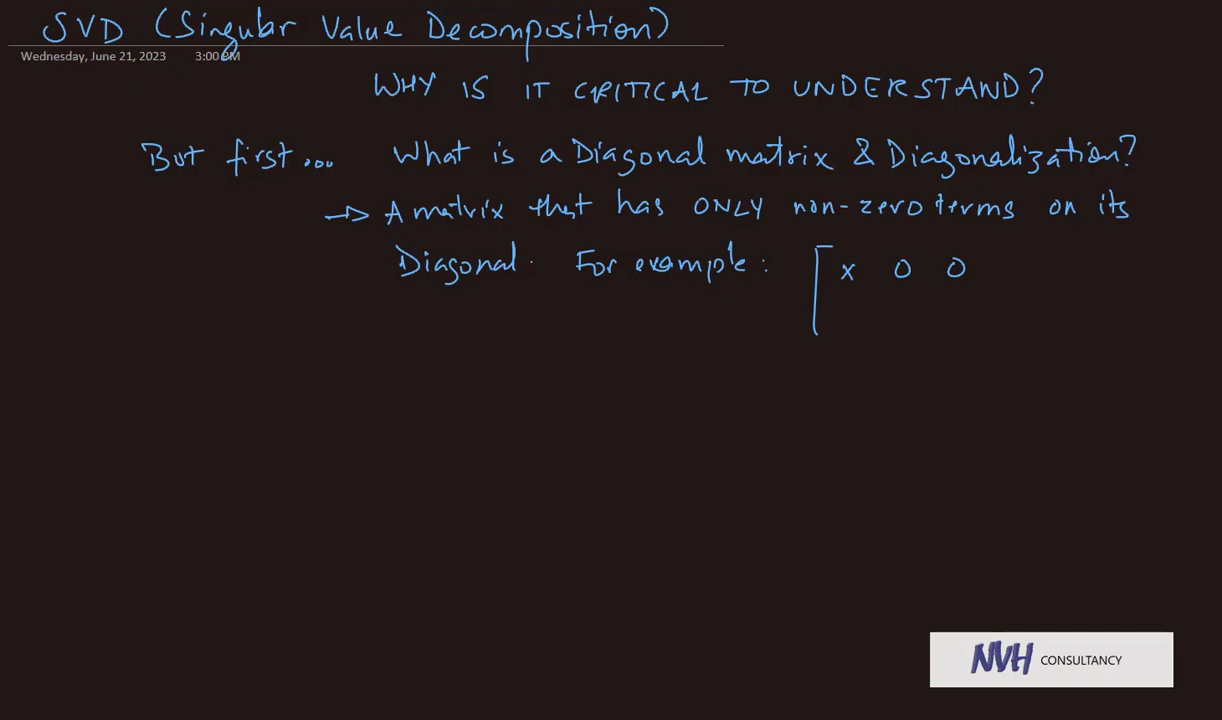 SVD (Singular Value Decomposition)
Wednesday, June 21, 2023 3:00 PM
WHY IS IT CRITICAL TO UNDERSTAND?
But first... What is a Diagonal matrix & Diagonalization?
→ A matrix that has ONLY non-zero terms on its
Diagonal. For example: [ x 0 0
NVH CONSULTANCY